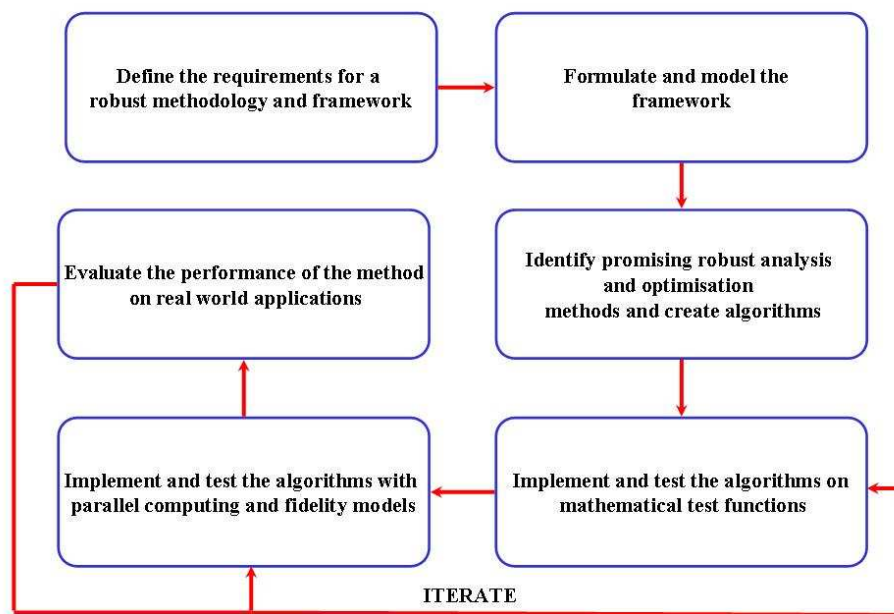 Define the requirements for a
robust methodology and framework
Formulate and model the
framework
Identify promising robust analysis
and optimisation
methods and create algorithms
Evaluate the performance of the method
on real world applications
Implement and test the algorithms with
parallel computing and fidelity models
Implement and test the algorithms on
mathematical test functions
ITERATE